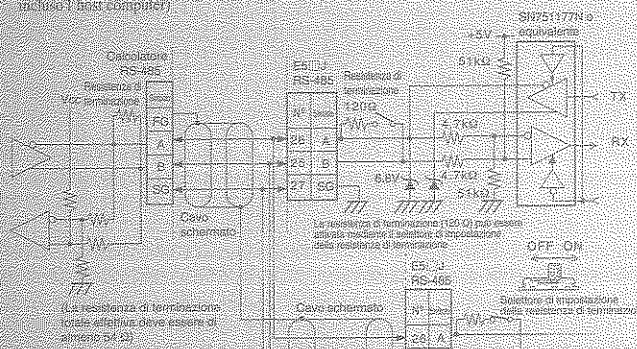 incluso l'host computer)
SN751177N o
equivalente
+5V
51kΩ
Calcolatore
RS-485
E5□□J
RS-485
Resistenza di
terminazione
120Ω
Resistenza di
Vcc terminazione
TX
FG
N°
4.7kΩ
RX
A
26
A
B
25
B
4.7kΩ
6.8V
SG
27
SG
51kΩ
Cavo
schermato
La resistenza di terminazione (120 Ω) può essere
attivata mediante il selettore di impostazione
della resistenza di terminazione
OFF ON
E5□□J
RS-485
Selettore di impostazione
della resistenza di terminazio
(La resistenza di terminazione
totale effettiva deve essere di
almeno 54 Ω)
Cavo schermato
N°
26
A